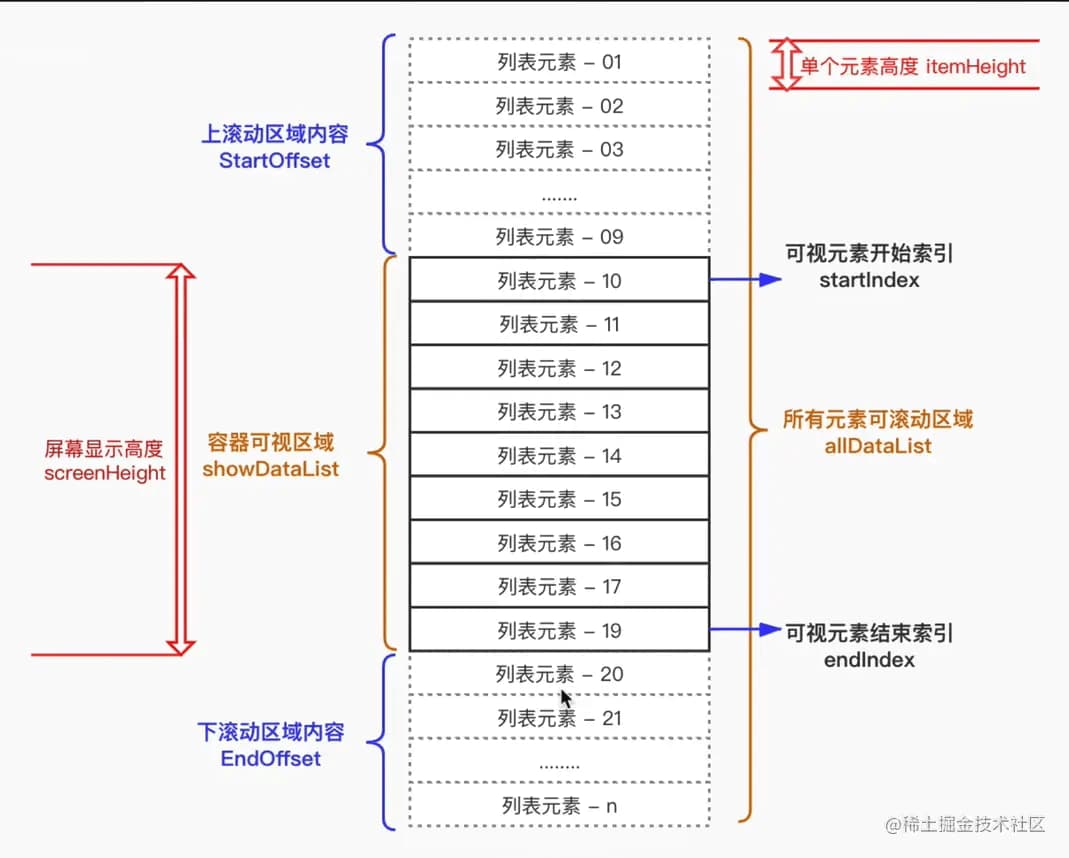 列表元素 – 01
单个元素高度 itemHeight
列表元素 – 02
上滚动区域内容
StartOffset
列表元素 – 03
.......
列表元素 – 09
可视元素开始索引
startIndex
列表元素 – 10
列表元素 – 11
列表元素 – 12
列表元素 – 13
所有元素可滚动区域
allDataList
屏幕显示高度
screenHeight
容器可视区域
showDataList
列表元素 – 14
列表元素 – 15
列表元素 – 16
列表元素 – 17
列表元素 – 19
可视元素结束索引
endIndex
列表元素 – 20
列表元素 – 21
下滚动区域内容
EndOffset
........
列表元素 – n
@稀土掘金技术社区